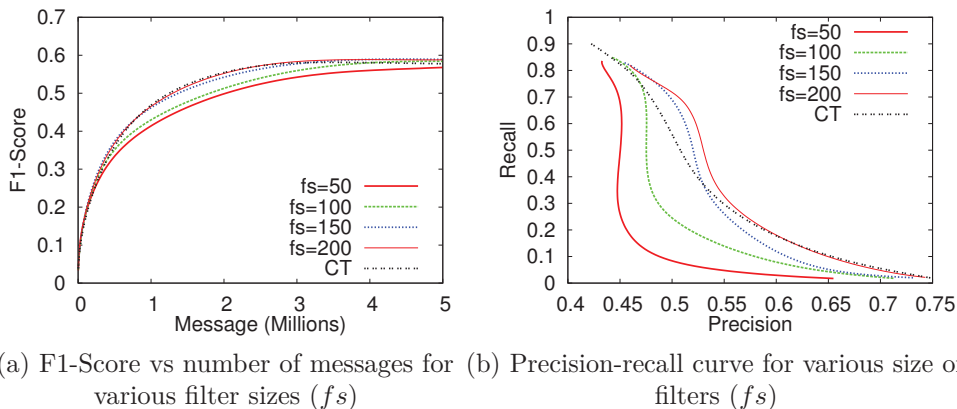 0.7
0.6
0.5
0.4
0.3
0.2
0.1
0
0 1 2 3 4 5
F1-Score
Message (Millions)
fs=50
fs=100
fs=150
fs=200
CT
1
0.9
0.8
0.7
0.6
0.5
0.4
0.3
0.2
0.1
0
0.4 0.45 0.5 0.55 0.6 0.65 0.7 0.75
Recall
Precision
fs=50
fs=100
fs=150
fs=200
CT
a) F1-Score vs number of messages for
various filter sizes (fs)
(b) Precision-recall curve for various size o
filters (fs)